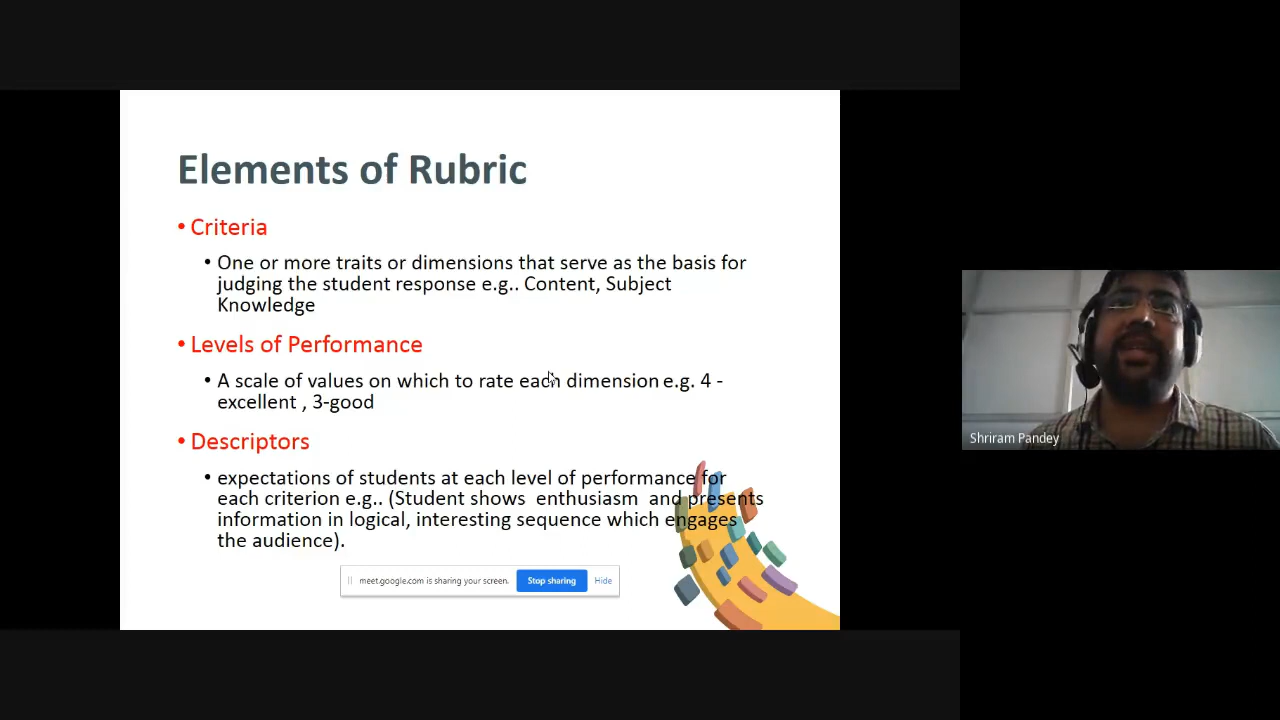 Elements of Rubric
• Criteria
• One or more traits or dimensions that serve as the basis for
judging the student response e.g.. Content, Subject
Knowledge
• Levels of Performance
• A scale of values on which to rate each dimension e.g. 4 -
excellent , 3-good
• Descriptors
• expectations of students at each level of performance for
each criterion e.g.. (Student shows enthusiasm and presents
information in logical, interesting sequence which engages
the audience).
meet.google.com is sharing your screen. Stop sharing Hide
Shriram Pandey